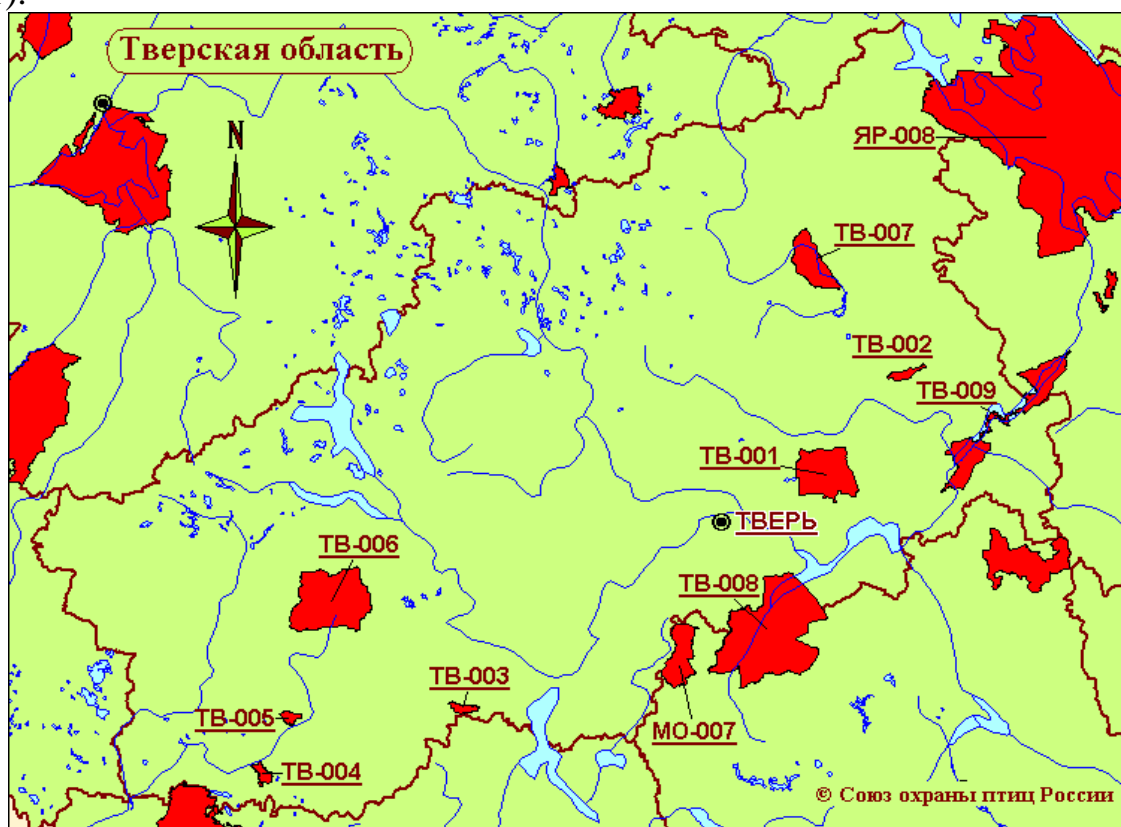 ).
Тверская область
N
ЯР-008
ТВ-007
ТВ-002
ТВ-009
ТВ-001
ТВЕРЬ
ТВ-006
ТВ-008
ТВ-003
ТВ-005
МО-007
ТВ-004
© Союз охраны птиц России